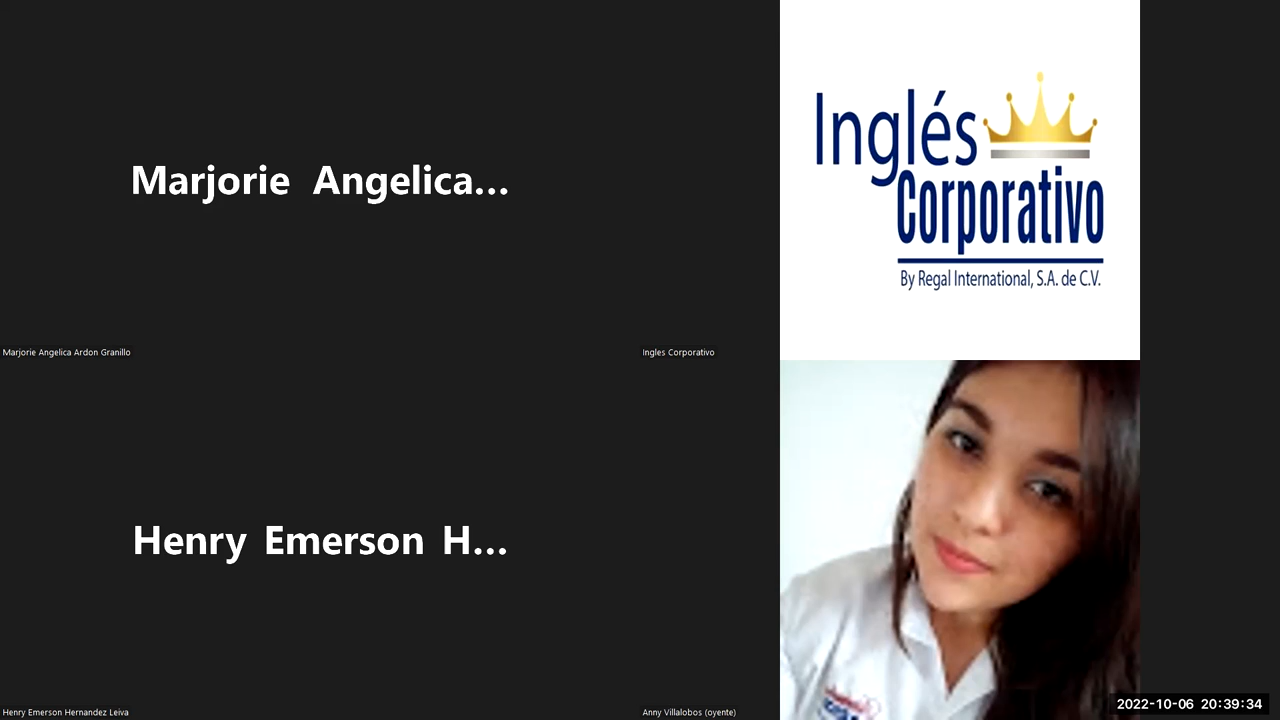 Marjorie Angelica...
Inglés
Corporativo
By Regal International, S.A. de C.V.
Marjorie Angelica Ardon Granillo
Ingles Corporativo
Henry Emerson H...
Henry Emerson Hernandez Leiva
Anny Villalobos (oyente)
2022-10-06 20:39:34